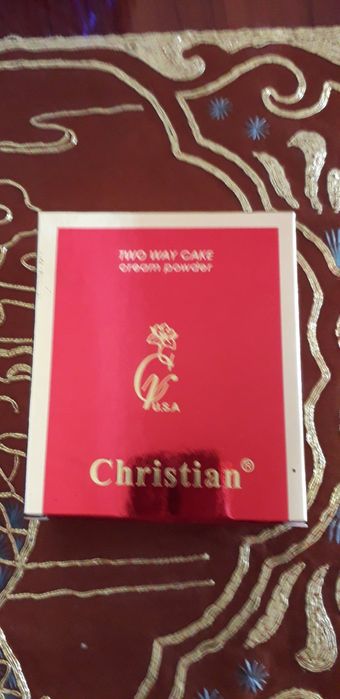 TWO WAY CAKE
cream powder
U.S.A
Christian®